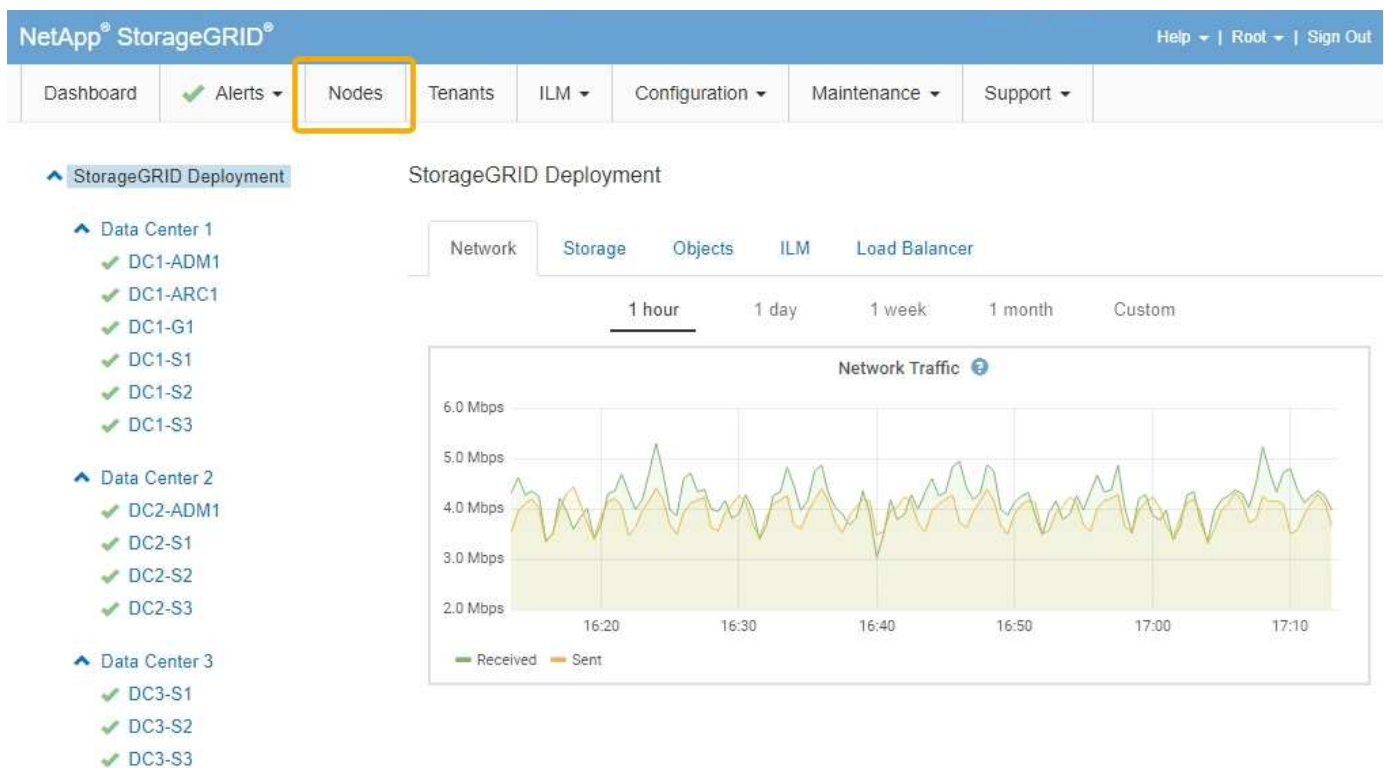 NetApp® StorageGRID®
Help | Root | Sign Out
Dashboard Alerts Nodes Tenants ILM Configuration Maintenance Support
StorageGRID Deployment
Data Center 1
DC1-ADM1
DC1-ARC1
DC1-G1
DC1-S1
DC1-S2
DC1-S3
Data Center 2
DC2-ADM1
DC2-S1
DC2-S2
DC2-S3
Data Center 3
DC3-S1
DC3-S2
DC3-S3
StorageGRID Deployment
Network Storage Objects ILM Load Balancer
1 hour 1 day 1 week 1 month Custom
Network Traffic ?
6.0 Mbps
5.0 Mbps
4.0 Mbps
3.0 Mbps
2.0 Mbps
16:20 16:30 16:40 16:50 17:00 17:10
Received Sent